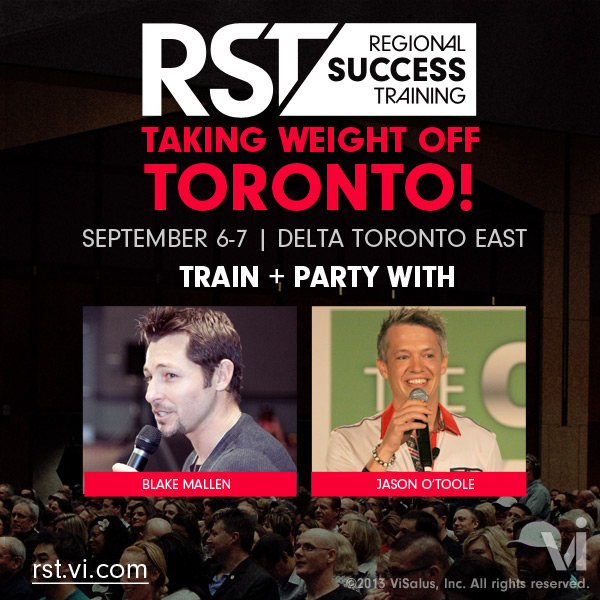 RST/
REGIONAL
SUCCESS
TRAINING
TAKING WEIGHT OFF
TORONTO!
SEPTEMBER 6-7 | DELTA TORONTO EAST
TRAIN + PARTY WITH
THE
BLAKE MALLEN
JASON O'TOOLE
Vi
rst.vi.com
©2013 ViSalus, Inc. All rights reserved.